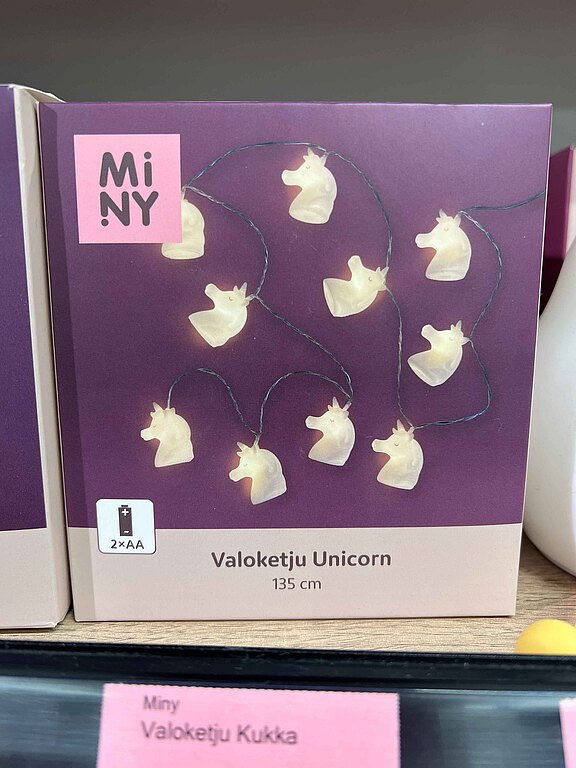 Mi
NY
+
-
2×AA
Valoketju Unicorn
135 cm
Miny
Valoketju Kukka